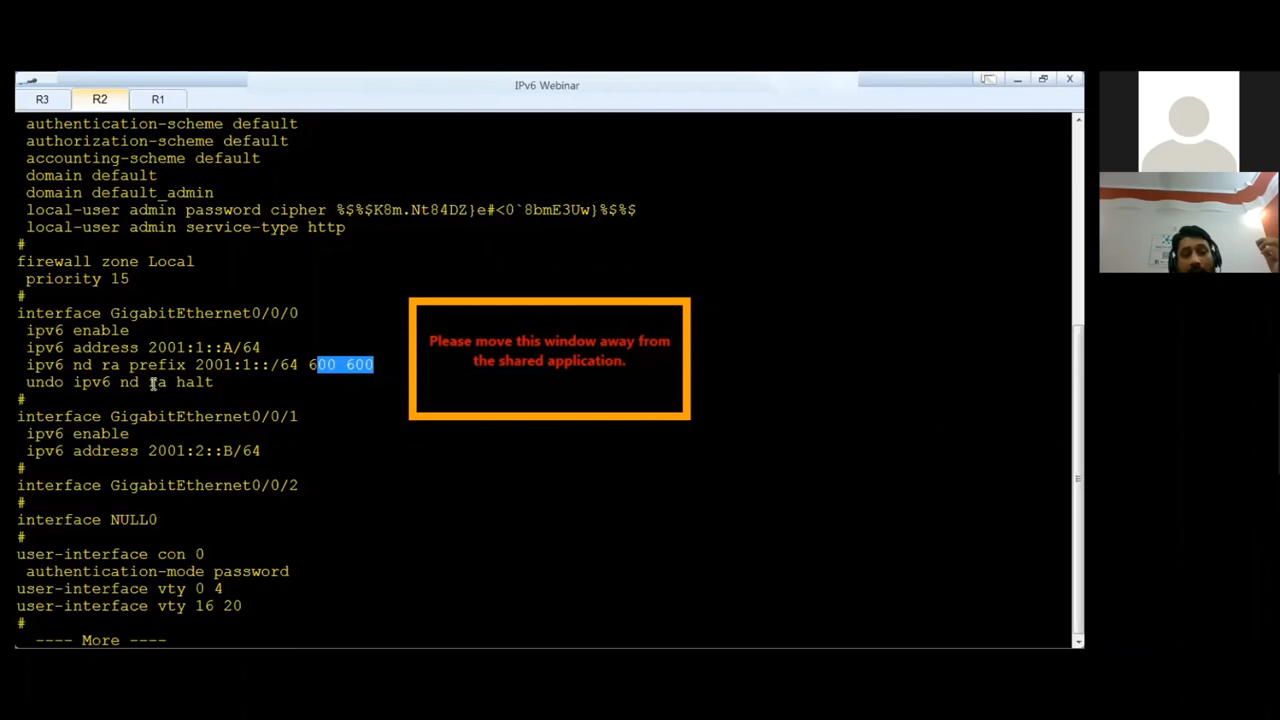 IPv6 Webinar
R3 R2 R1
authentication-scheme default
authorization-scheme default
accounting-scheme default
domain default
domain default_admin
local-user admin password cipher %$%$K8m.Nt84DZ}e#<0`8bmE3Uw}%$%$
local-user admin service-type http
#
firewall zone Local
priority 15
#
interface GigabitEthernet0/0/0
ipv6 enable
ipv6 address 2001:1::A/64
ipv6 nd ra prefix 2001:1::/64 600 600
undo ipv6 nd ra halt
#
interface GigabitEthernet0/0/1
ipv6 enable
ipv6 address 2001:2::B/64
#
interface GigabitEthernet0/0/2
#
interface NULL0
#
user-interface con 0
authentication-mode password
user-interface vty 0 4
user-interface vty 16 20
#
---- More ----
Please move this window away from
the shared application.